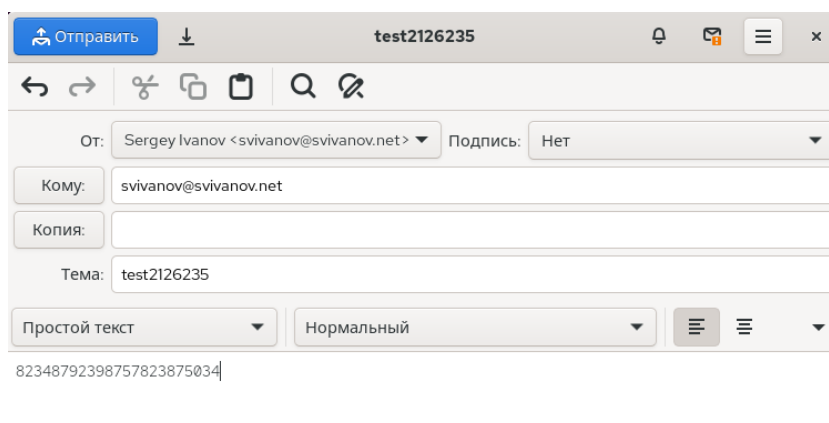 Отправить
test2126235
От: Sergey Ivanov <svivanov@svivanov.net> Подпись: Нет
Кому: svivanov@svivanov.net
Копия:
Тема: test2126235
Простой текст Нормальный
82348792398757823875034